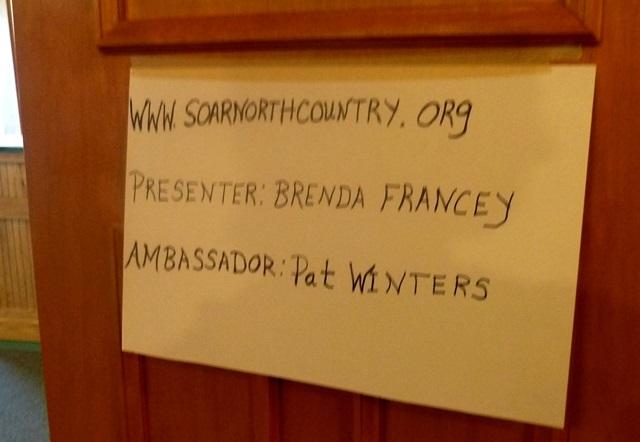 WWW. SOARNORTHCOUNTRY. ORg
PRESENTER: BRENDA FRANCEY
AMBASSADOR: Pat WINTERS